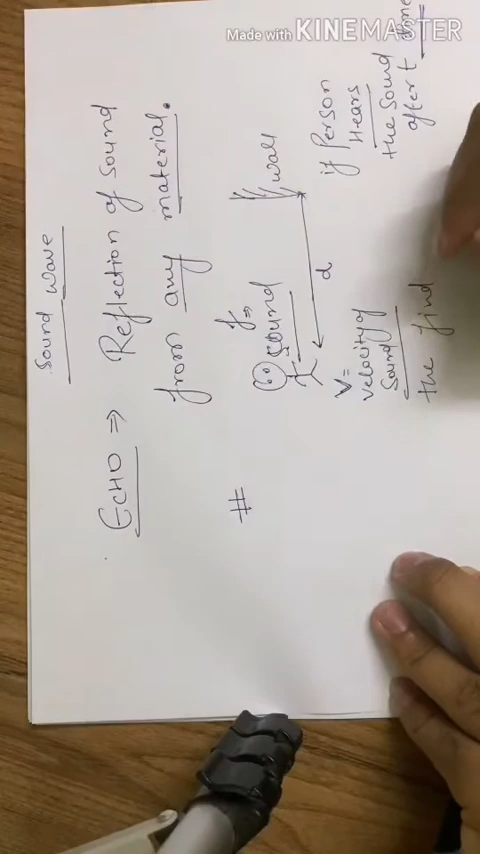 Made with KINEMASTER
Sound wave
ECHO ⇒ Reflection of Sound
from any material.
# Sound wall
d
V=
velocity of
Sound
if Person
Hears
the Sound
after t time
the find